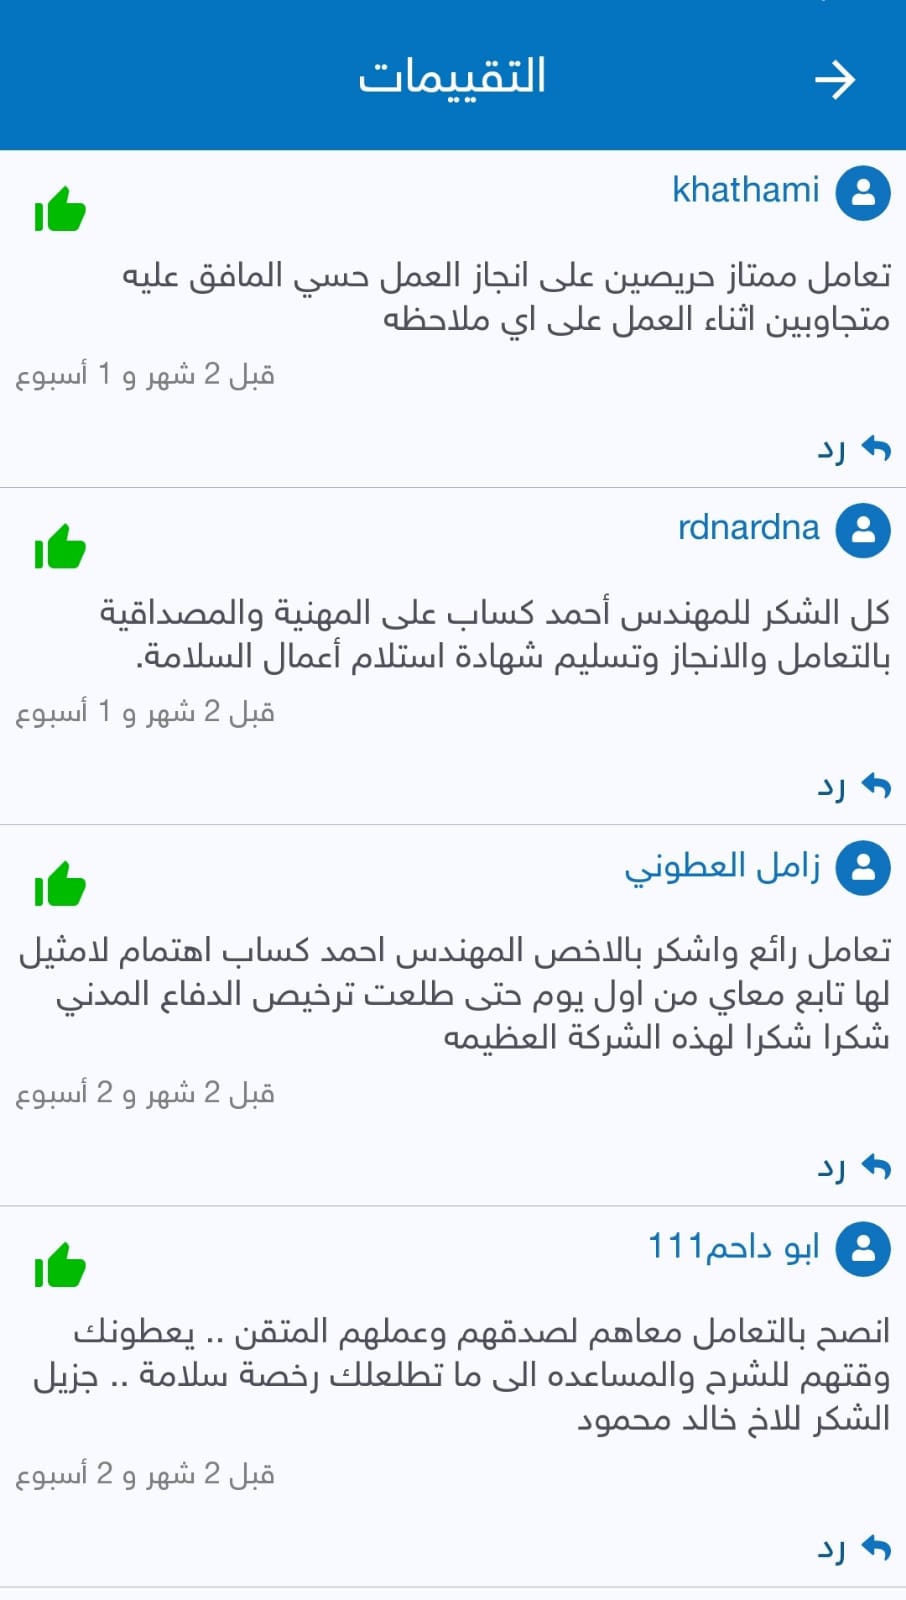 التقييمات
khathami
تعامل ممتاز حريصين على انجاز العمل حسي المافق عليه
متجاوبين اثناء العمل على اي ملاحظه
قبل 2 شهر و 1 أسبوع
رد
rdnardna
كل الشكر للمهندس أحمد كساب على المهنية والمصداقية
بالتعامل والانجاز وتسليم شهادة استلام أعمال السلامة.
قبل 2 شهر و 1 أسبوع
رد
زامل العطوني
تعامل رائع واشكر بالاخص المهندس احمد كساب اهتمام لامثيل
لها تابع معاي من اول يوم حتى طلعت ترخيص الدفاع المدني
شكرا شكرا لهذه الشركة العظيمه
قبل 2 شهر و 2 أسبوع
رد
ابو داحم111
انصح بالتعامل معاهم لصدقهم وعملهم المتقن .. يعطونك
وقتهم للشرح والمساعده الى ما تطلعلك رخصة سلامة .. جزيل
الشكر للاخ خالد محمود
قبل 2 شهر و 2 أسبوع
رد